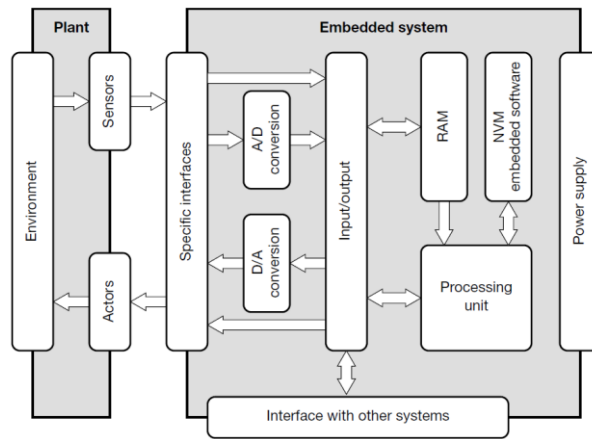 Plant
Embedded system
Environment
Sensors
Actors
Specific interfaces
A/D
conversion
D/A
conversion
Input/output
RAM
NVM
embedded software
Processing
unit
Power supply
Interface with other systems